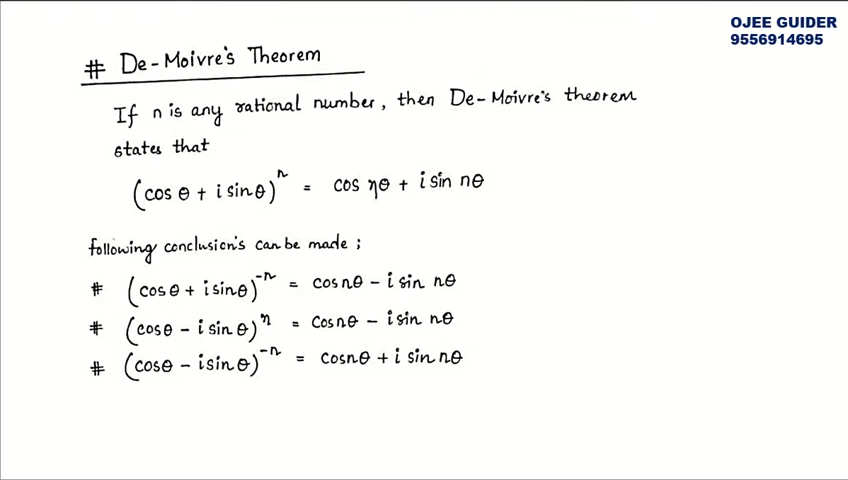 OJEE GUIDER
9556914695
# De-Moivre's Theorem
If n is any rational number, then De-Moivre's theorem
states that
(cos θ + i sinθ)^n = cos nθ + i sin nθ
following conclusion's can be made ;
# (cosθ + isinθ)^-n = cosnθ - i sin nθ
# (cosθ - i sinθ)^n = cosnθ - i sin nθ
# (cosθ - isinθ)^-n = cosnθ + i sin nθ